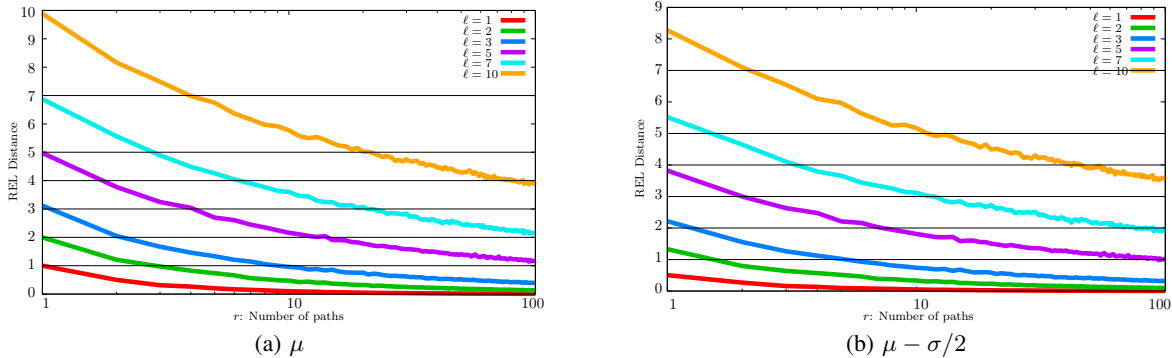 10
9
8
7
6
5
4
3
2
1
0
REL Distance
ℓ = 1
ℓ = 2
ℓ = 3
ℓ = 5
ℓ = 7
ℓ = 10
1
10
100
r: Number of paths
(a) μ
9
8
7
6
5
4
3
2
1
0
REL Distance
ℓ = 1
ℓ = 2
ℓ = 3
ℓ = 5
ℓ = 7
ℓ = 10
1
10
100
r: Number of paths
(b) μ − σ/2